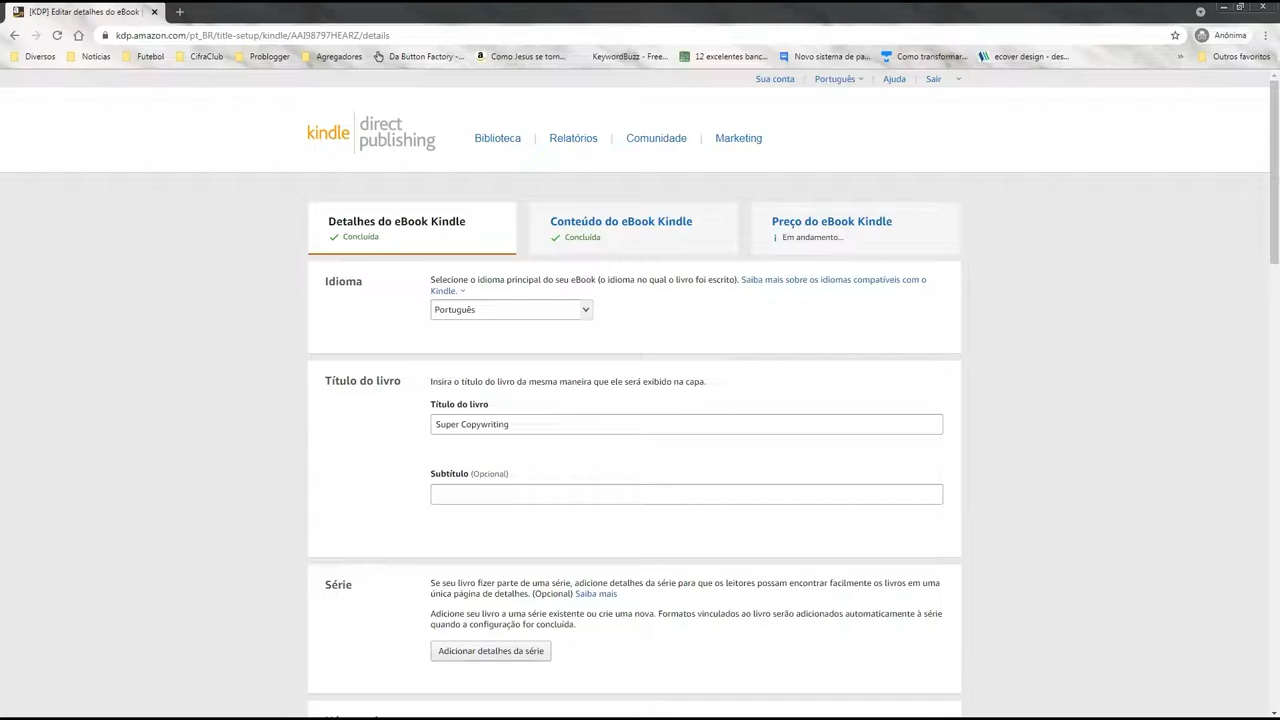 [KDP] Editar detalhes do eBook
kdp.amazon.com/pt_BR/title-setup/kindle/AAI98797HEARZ/details
Anônima
Diversos
Notícias
Futebol
CifraClub
Problogger
Agregadores
Da Button Factory -...
Como Jesus se torn...
KeywordBuzz - Free...
12 excelentes banc...
Novo sistema de pa...
Como transformar...
ecover design - des...
»
Outros favoritos
Sua conta
Português
Ajuda
Sair
kindle direct publishing
Biblioteca
Relatórios
Comunidade
Marketing
Detalhes do eBook Kindle
Concluída
Conteúdo do eBook Kindle
Concluída
Preço do eBook Kindle
Em andamento...
Idioma
Selecione o idioma principal do seu eBook (o idioma no qual o livro foi escrito). Saiba mais sobre os idiomas compatíveis com o
Kindle.
Português
Título do livro
Insira o título do livro da mesma maneira que ele será exibido na capa.
Título do livro
Super Copywriting
Subtítulo (Opcional)
Série
Se seu livro fizer parte de uma série, adicione detalhes da série para que os leitores possam encontrar facilmente os livros em uma
única página de detalhes. (Opcional) Saiba mais
Adicione seu livro a uma série existente ou crie uma nova. Formatos vinculados ao livro serão adicionados automaticamente à série
quando a configuração for concluída.
Adicionar detalhes da série